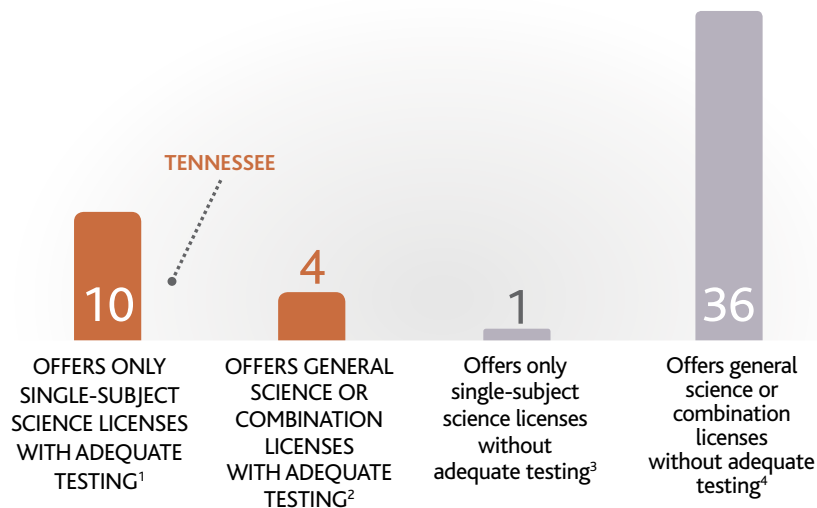 TENNESSEE
10
4
1
36
OFFERS ONLY
SINGLE-SUBJECT
SCIENCE LICENSES
WITH ADEQUATE
TESTING1
OFFERS GENERAL
SCIENCE OR
COMBINATION
LICENSES
WITH ADEQUATE
TESTING2
Offers only
single-subject
science licenses
without
adequate testing3
Offers general
science or
combination
licenses
without adequate
testing4